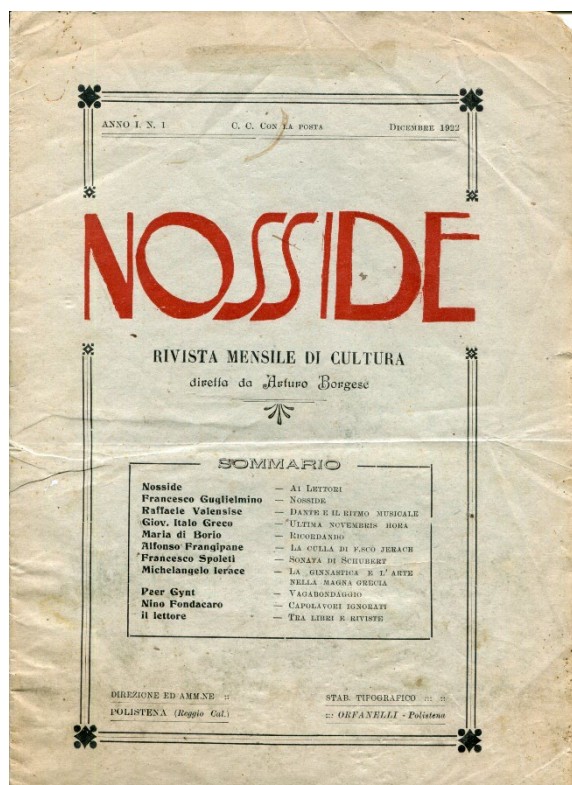 ANNO I. N. 1 C. C. CON LA POSTA DICEMBRE 1922
NOSSIDE
RIVISTA MENSILE DI CULTURA
diretta da Arturo Borgese
SOMMARIO
Nosside — AI LETTORI
Francesco Guglielmino — NOSSIDE
Raffaele Valensise — DANTE E IL RITMO MUSICALE
Giov. Italo Greco — ULTIMA NOVEMBRIS HORA
Maria di Borio — RICORDANDO
Alfonso Frangipane — LA CULLA DI F.SCO JERACE
Francesco Spoleti — SONATA DI SCHUBERT
Michelangelo Ierace — LA GINNASTICA E L'ARTE
NELLA MAGNA GRECIA
Peer Gynt — VAGABONDAGGIO
Nino Fondacaro — CAPOLAVORI IGNORATI
il lettore — TRA LIBRI E RIVISTE
DIREZIONE ED AMM.NE :: STAB. TIPOGRAFICO ::: ::
POLISTENA (Reggio Cal.) ::: ORFANELLI - Polistena